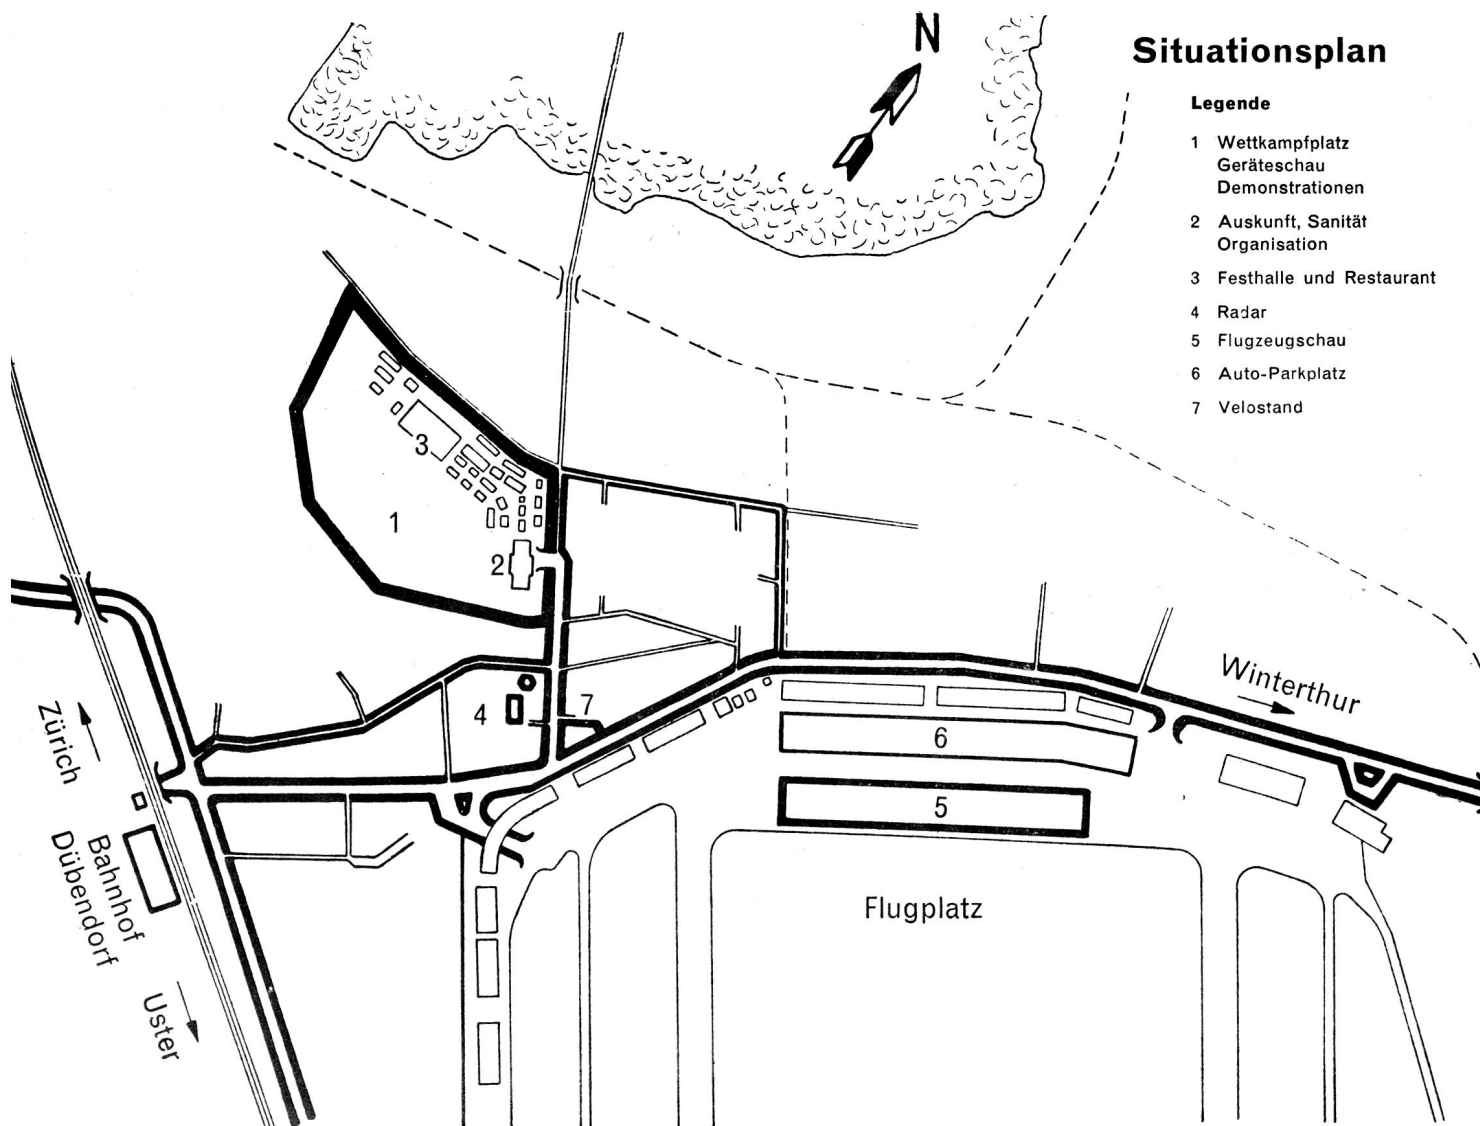 N
Situationsplan
Legende
1 Wettkampfplatz
Geräteschau
Demonstrationen
2 Auskunft, Sanität
Organisation
3 Festhalle und Restaurant
4 Radar
5 Flugzeugschau
6 Auto-Parkplatz
7 Velostand
3
1
2
4
7
6
5
Winterthur
Zürich
Bahnhof
Dübendorf
Uster
Flugplatz